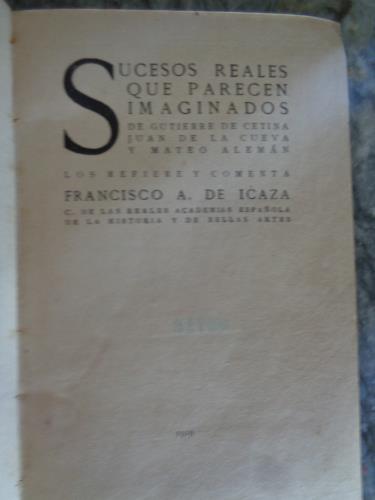 SUCESOS REALES
QUE PARECEN
IMAGINADOS
DE GUTIERRE DE CETINA
JUAN DE LA CUEVA
Y MATEO ALEMÁN
LOS REFIERE Y COMENTA
FRANCISCO A. DE ICAZA
C. DE LAS REALES ACADEMIAS ESPAÑOLA
DE LA HISTORIA Y DE BELLAS ARTES